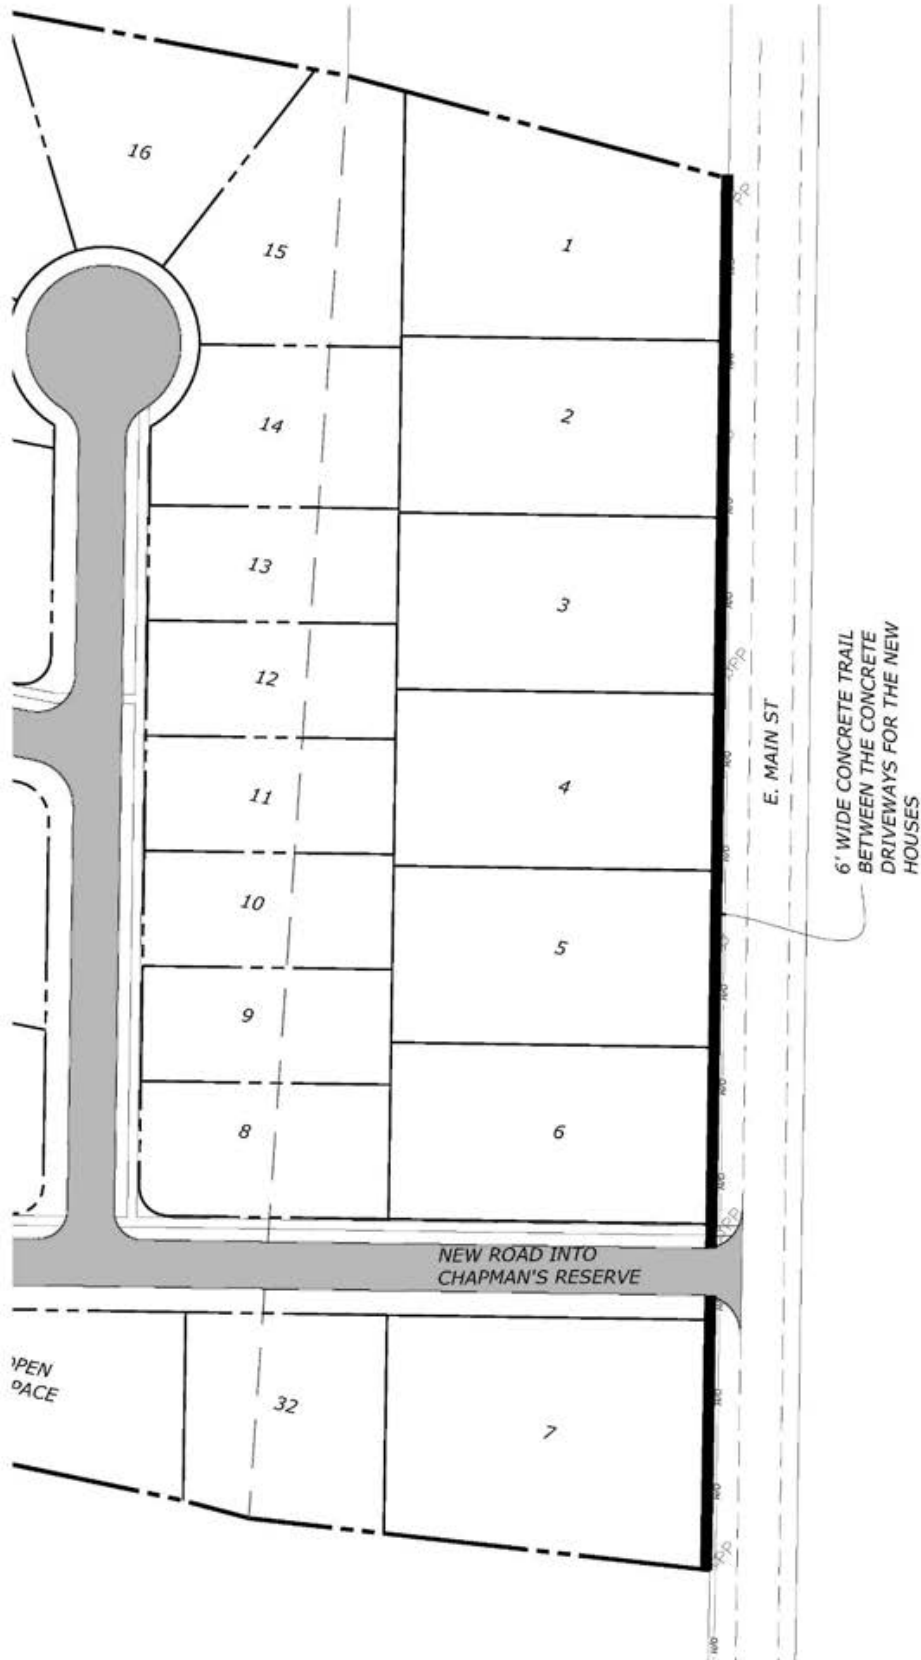 16
15
1
14
2
13
3
12
11
4
10
5
9
8
6
E. MAIN ST
6' WIDE CONCRETE TRAIL
BETWEEN THE CONCRETE
DRIVEWAYS FOR THE NEW
HOUSES
NEW ROAD INTO
CHAPMAN'S RESERVE
32
7